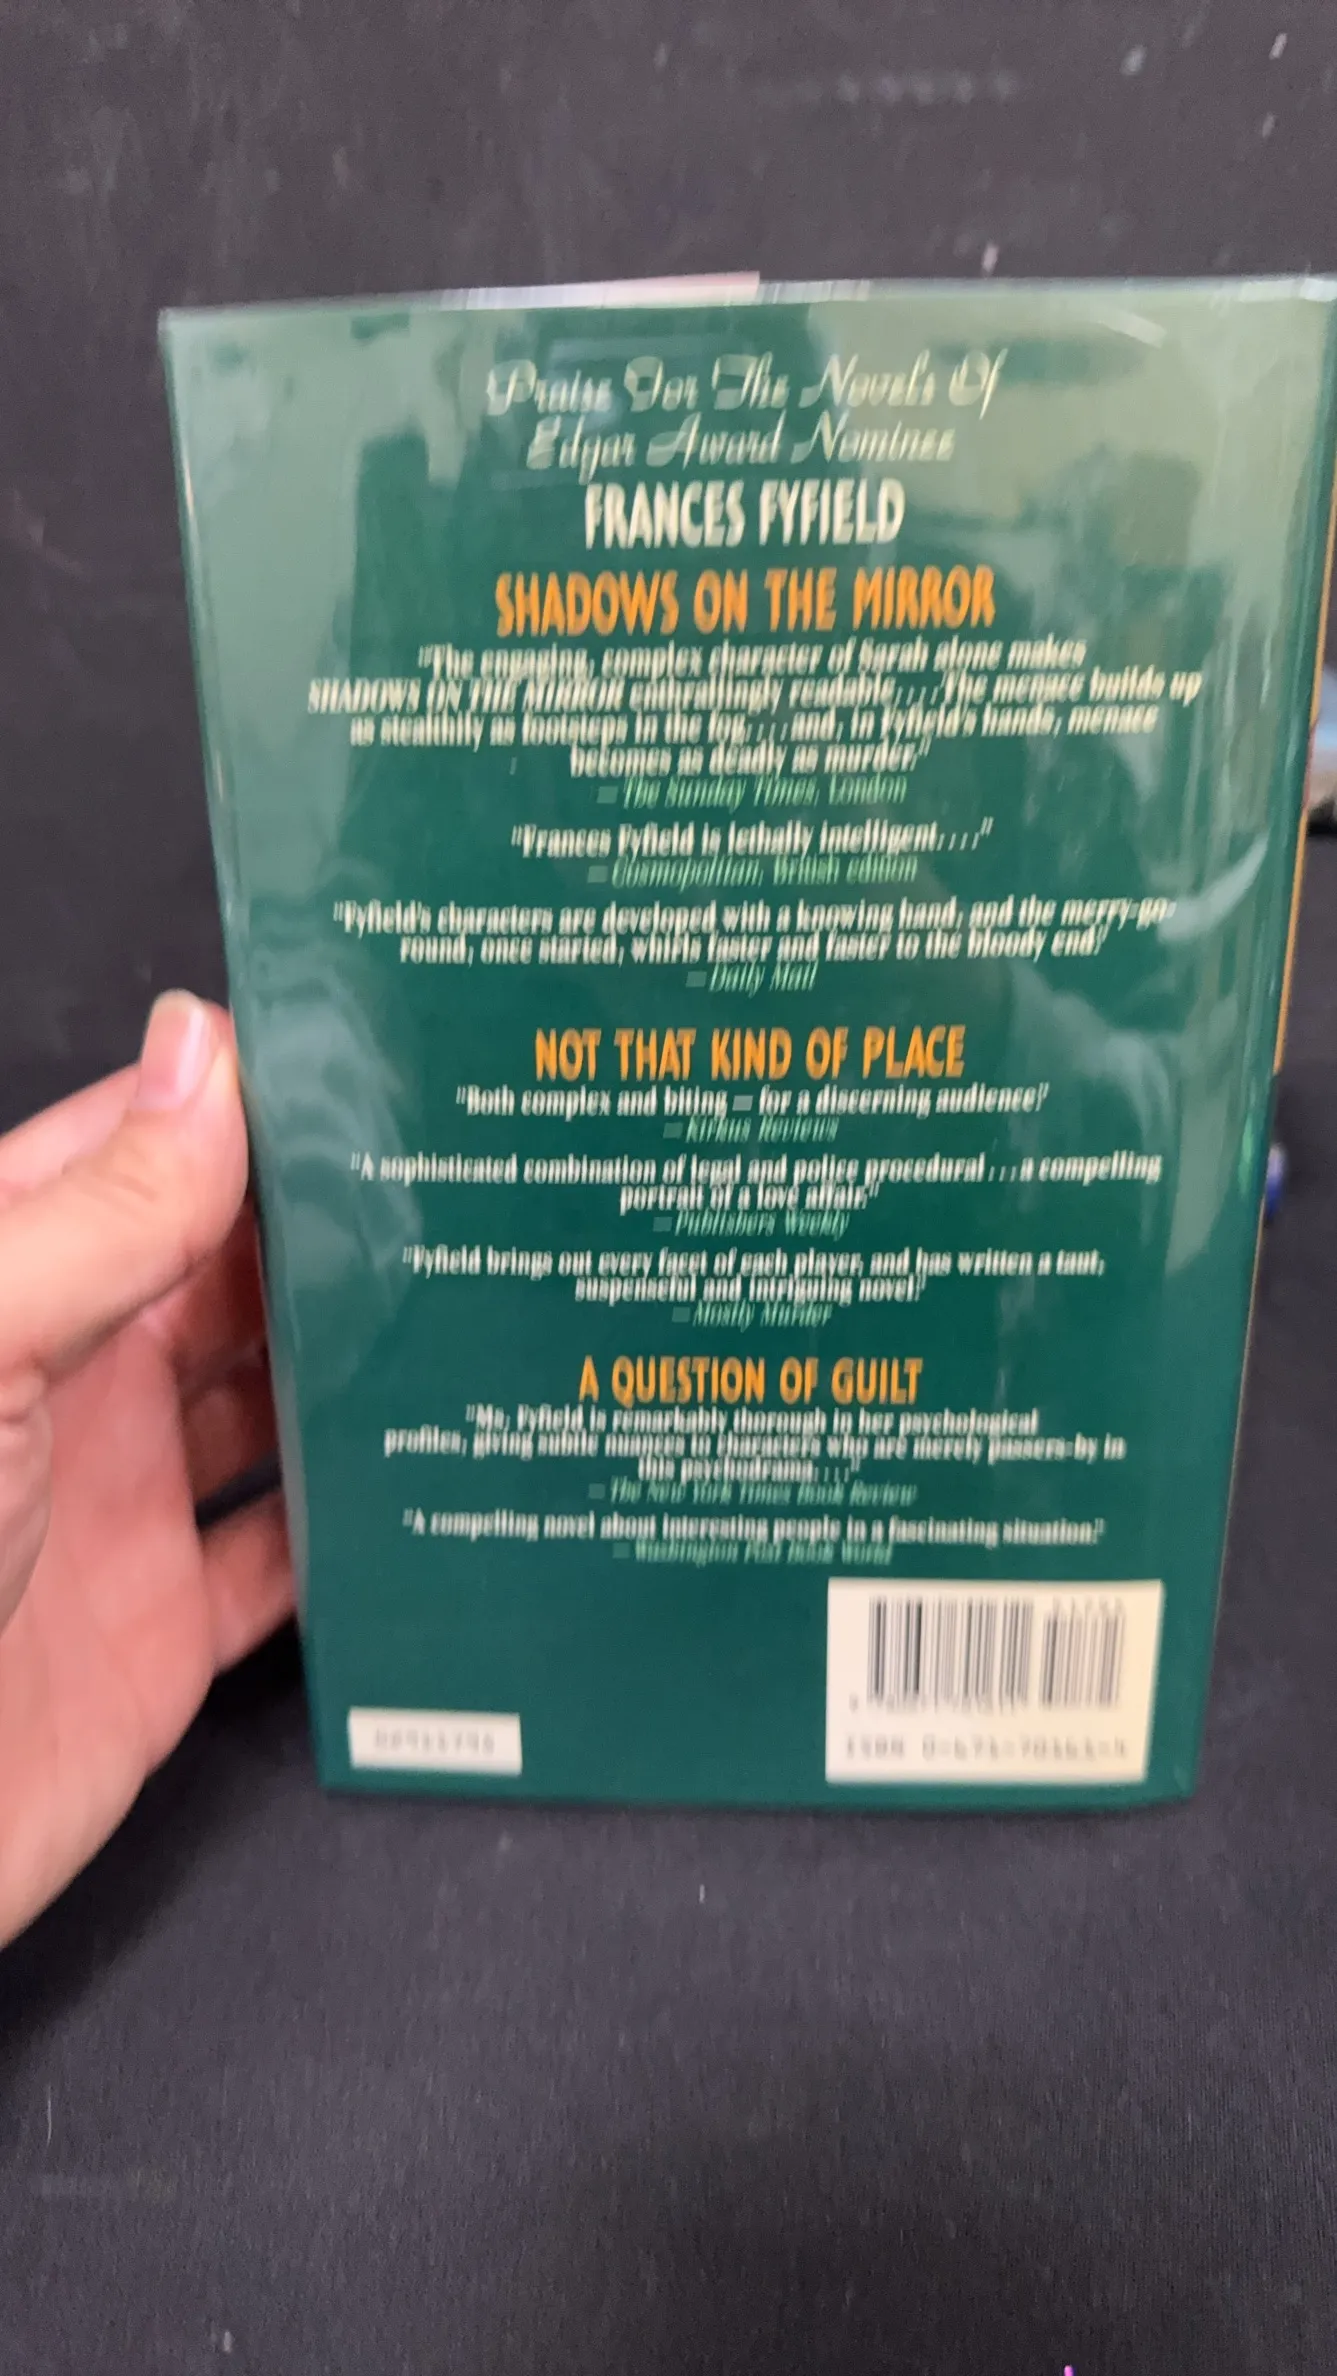 Praise For The Novels Of
Edgar Award Nominee
FRANCES FYFIELD
SHADOWS ON THE MIRROR
"The engaging, complex character of Sarah alone makes
SHADOWS ON THE MIRROR enthrallingly readable....The menace builds up
as stealthily as footsteps in the fog....and, in Fyfield's hands, menace
becomes as deadly as murder."
– The Sunday Times, London
"Frances Fyfield is lethally intelligent...."
– Cosmopolitan, British edition
"Fyfield's characters are developed with a knowing hand, and the merry-go-
round, once started, whirls faster and faster to the bloody end."
– Daily Mail
NOT THAT KIND OF PLACE
"Both complex and biting – for a discerning audience."
– Kirkus Reviews
"A sophisticated combination of legal and police procedural...a compelling
portrait of a love affair."
– Publishers Weekly
"Fyfield brings out every facet of each player, and has written a taut,
suspenseful and intriguing novel."
– Mostly Murder
A QUESTION OF GUILT
"Ms. Fyfield is remarkably thorough in her psychological
profiles, giving subtle nuances to characters who are merely passers-by in
this psychodrama...."
– The New York Times Book Review
"A compelling novel about interesting people in a fascinating situation."
– Washington Post Book World
ISBN 0-671-70161-